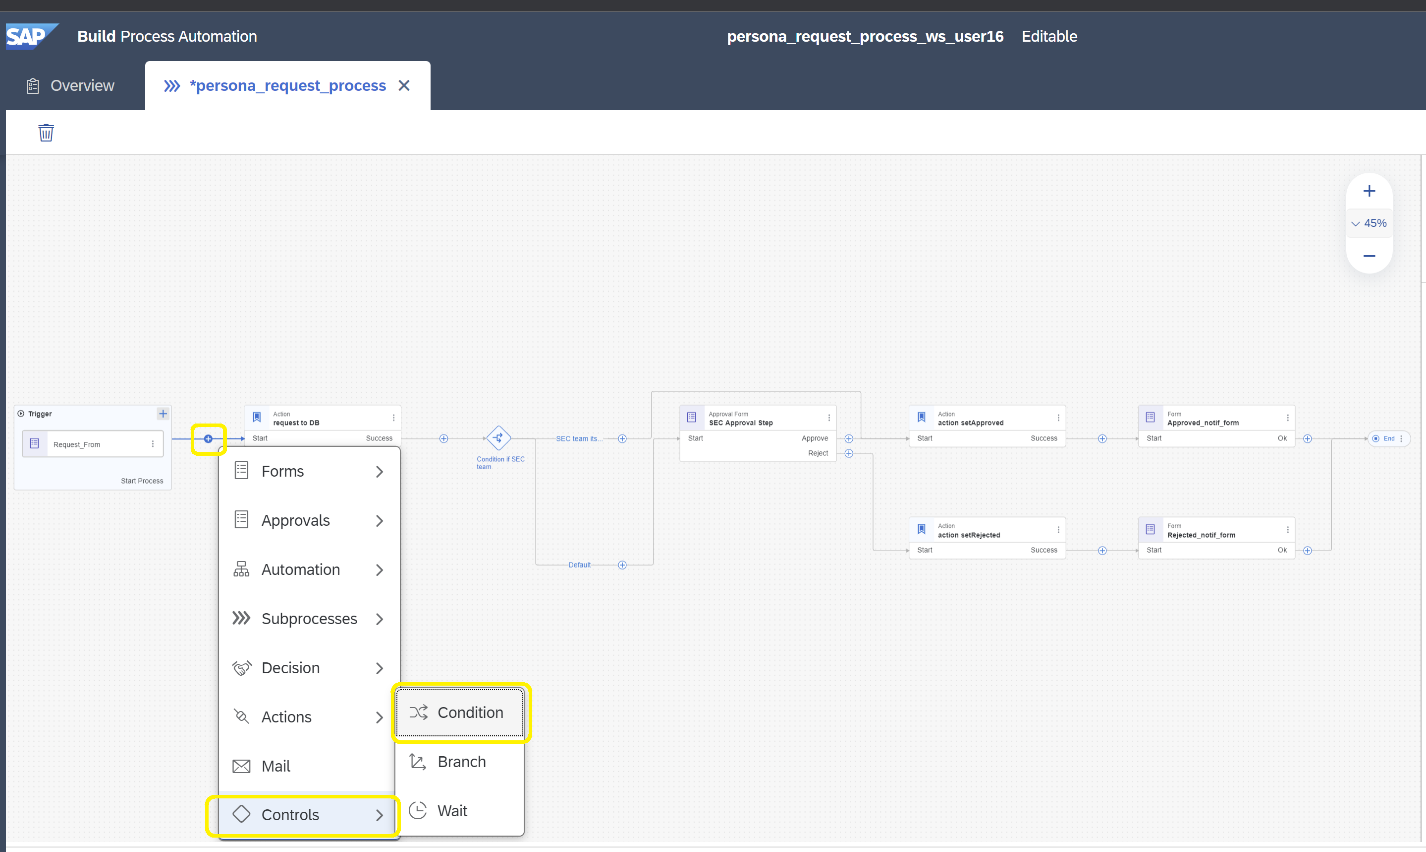 SAP Build Process Automation
persona_request_process_ws_user16 Editable
Overview
*persona_request_process
45%
Trigger
Request_From
Start Process
Action
request to DB
Start Success
Condition if SEC
team
SEC team its...
Default
Approval Form
SEC Approval Step
Start Approve
Reject
Action
action setApproved
Start Success
Form
Approved_notif_form
Start Ok
End
Action
action setRejected
Start Success
Form
Rejected_notif_form
Start Ok
Forms
Approvals
Automation
Subprocesses
Decision
Actions
Mail
Controls
Condition
Branch
Wait